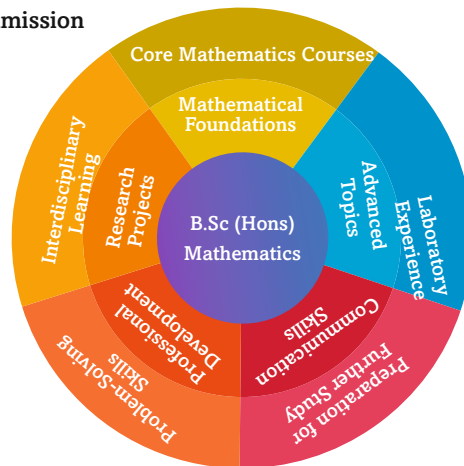 mission
Core Mathematics Courses
Mathematical
Foundations
Interdisciplinary
Learning
Research
Projects
B.Sc (Hons)
Mathematics
Advanced
Topics
Laboratory
Experience
Professional
Development
Communication
Skills
Problem-Solving
Skills
Preparation for
Further Study